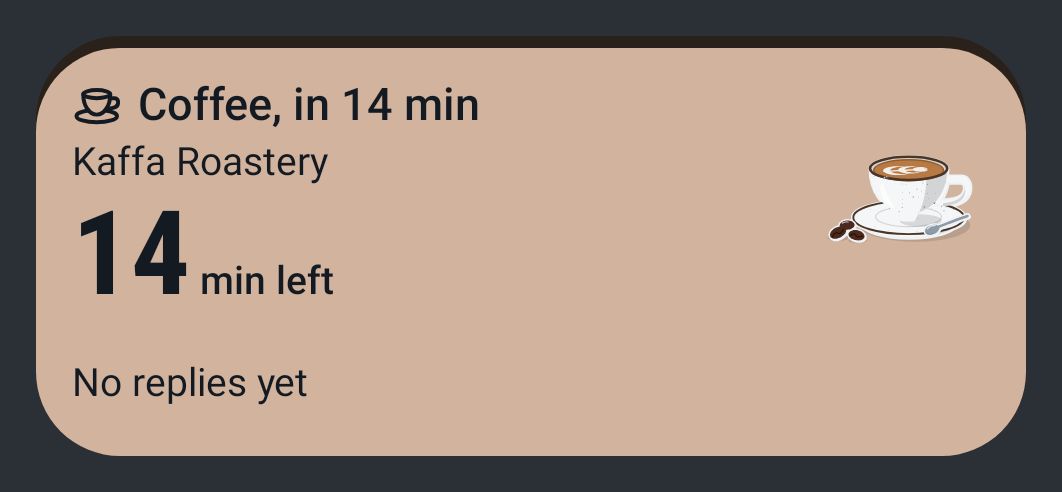 Coffee, in 14 min
Kaffa Roastery
14 min left
No replies yet